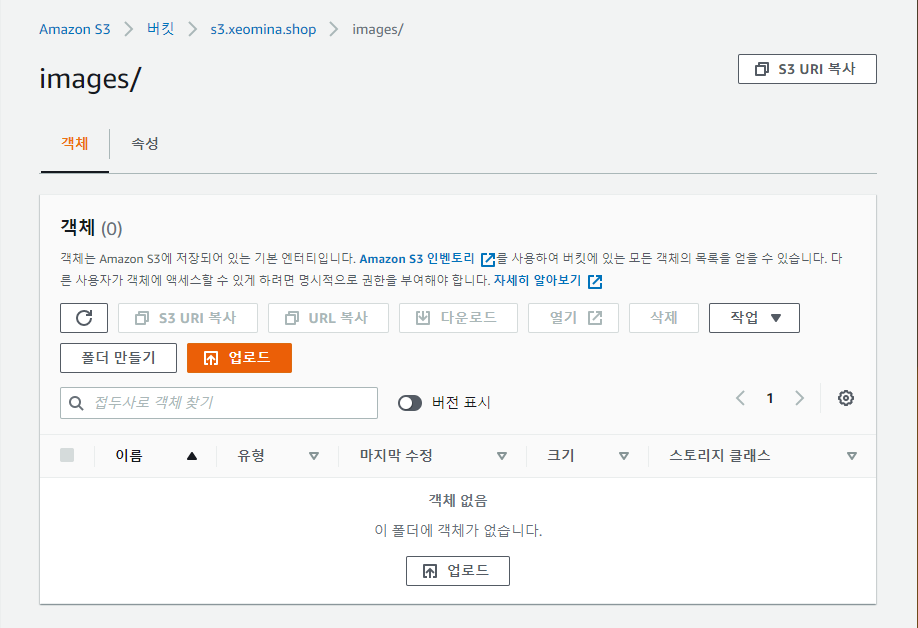 Amazon S3 > 버킷 > s3.xeomina.shop > images/
images/
S3 URI 복사
객체 속성
객체 (0)
객체는 Amazon S3에 저장되어 있는 기본 엔터티입니다. Amazon S3 인벤토리 를 사용하여 버킷에 있는 모든 객체의 목록을 얻을 수 있습니다. 다
른 사용자가 객체에 액세스할 수 있게 하려면 명시적으로 권한을 부여해야 합니다. 자세히 알아보기
S3 URI 복사 URL 복사 다운로드 열기 삭제 작업
폴더 만들기 업로드
접두사로 객체 찾기 버전 표시 1
이름 유형 마지막 수정 크기 스토리지 클래스
객체 없음
이 폴더에 객체가 없습니다.
업로드